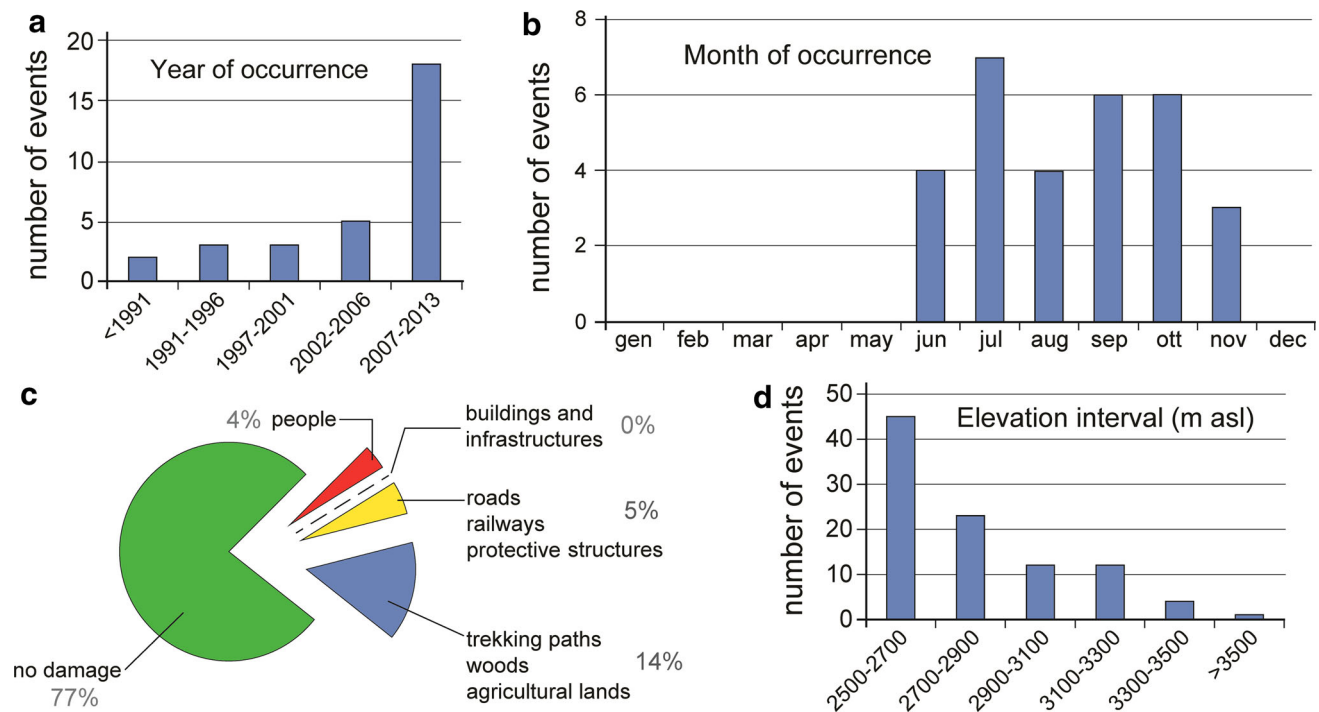 a
Year of occurrence
number of events
20
15
10
5
0
<1991
1991-1996
1997-2001
2002-2006
2007-2013
b
Month of occurrence
number of events
8
6
4
2
0
gen feb mar apr may jun jul aug sep ott nov dec
c
4% people
buildings and
infrastructures 0%
roads
railways 5%
protective structures
trekking paths
woods 14%
agricultural lands
no damage
77%
d
Elevation interval (m asl)
number of events
50
40
30
20
10
0
2500-2700
2700-2900
2900-3100
3100-3300
3300-3500
>3500